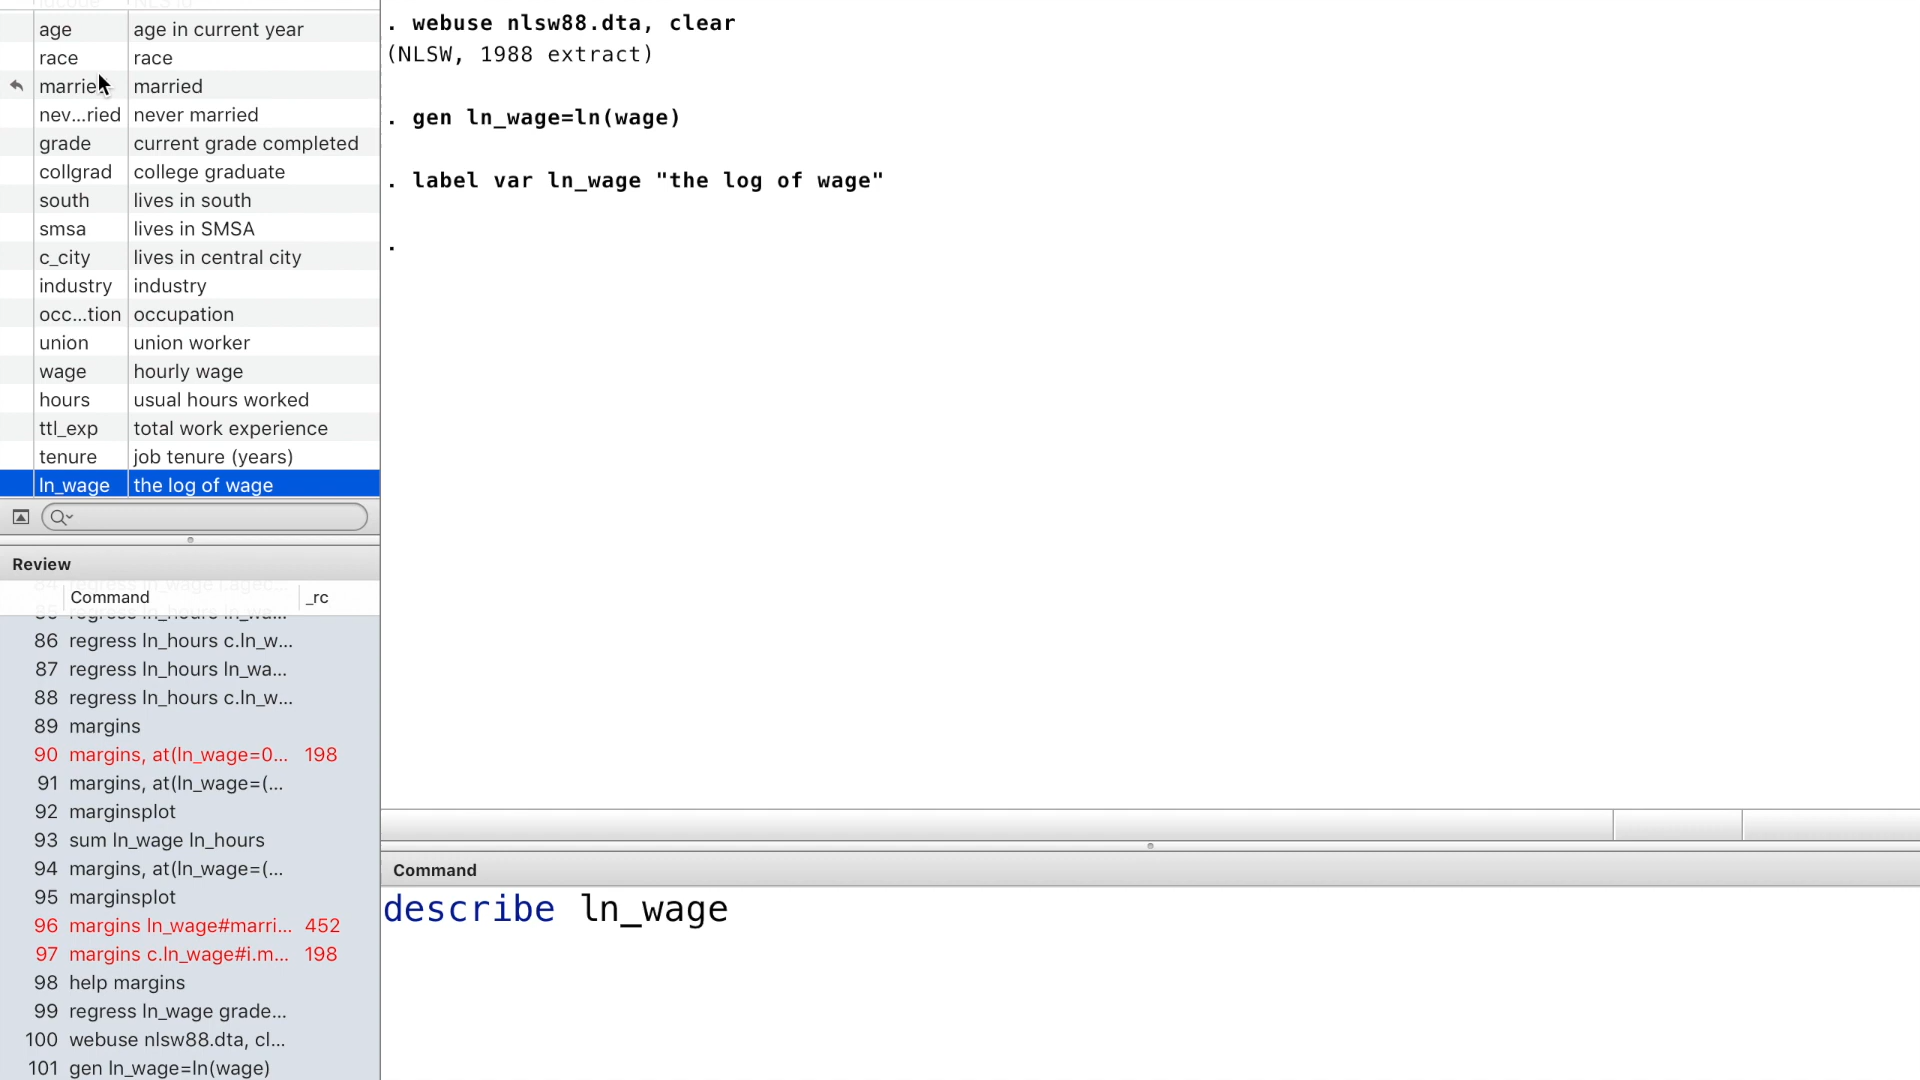 age age in current year
race race
marrie married
nev...ried never married
grade current grade completed
collgrad college graduate
south lives in south
smsa lives in SMSA
c_city lives in central city
industry industry
occ...tion occupation
union union worker
wage hourly wage
hours usual hours worked
ttl_exp total work experience
tenure job tenure (years)
ln_wage the log of wage
Review
Command _rc
86 regress ln_hours c.ln_w...
87 regress ln_hours ln_wa...
88 regress ln_hours c.ln_w...
89 margins
90 margins, at(ln_wage=0... 198
91 margins, at(ln_wage=(...
92 marginsplot
93 sum ln_wage ln_hours
94 margins, at(ln_wage=(...
95 marginsplot
96 margins ln_wage#marri... 452
97 margins c.ln_wage#i.m... 198
98 help margins
99 regress ln_wage grade...
100 webuse nlsw88.dta, cl...
101 gen ln_wage=ln(wage)
. webuse nlsw88.dta, clear
(NLSW, 1988 extract)
. gen ln_wage=ln(wage)
. label var ln_wage "the log of wage"
.
Command
describe ln_wage